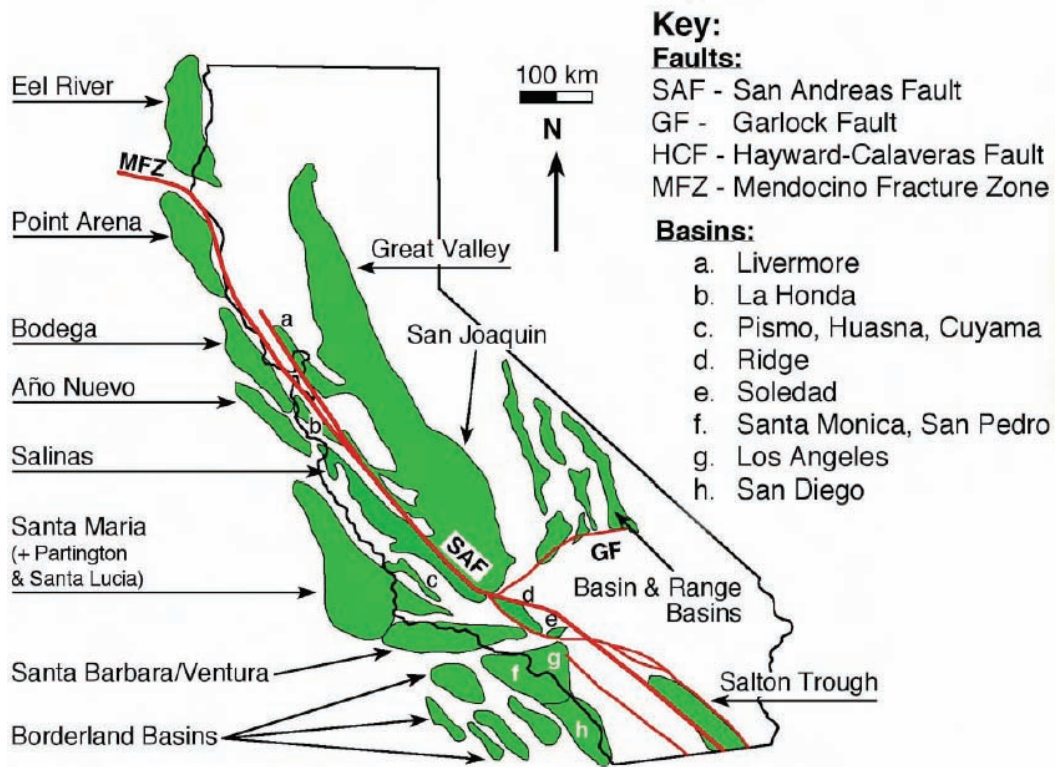 Key:
Faults:
SAF - San Andreas Fault
GF - Garlock Fault
HCF - Hayward-Calaveras Fault
MFZ - Mendocino Fracture Zone
Basins:
a. Livermore
b. La Honda
c. Pismo, Huasna, Cuyama
d. Ridge
e. Soledad
f. Santa Monica, San Pedro
g. Los Angeles
h. San Diego
100 km
N
Eel River
MFZ
Point Arena
Great Valley
Bodega
a
San Joaquin
Año Nuevo
b
Salinas
Santa Maria
(+ Partington
& Santa Lucia)
SAF
GF
c
d
e
Basin & Range
Basins
Santa Barbara/Ventura
f
g
Salton Trough
Borderland Basins
h